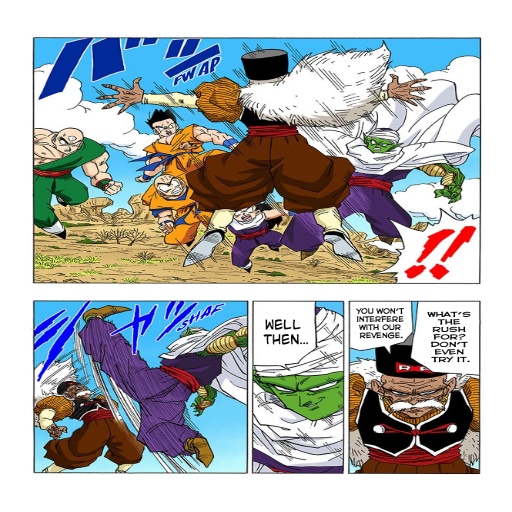 FWAP
!!
WHAT'S
THE
RUSH
FOR?
DON'T
EVEN
TRY IT.
YOU WON'T
INTERFERE
WITH OUR
REVENGE.
R R
WELL
THEN...
SHAF